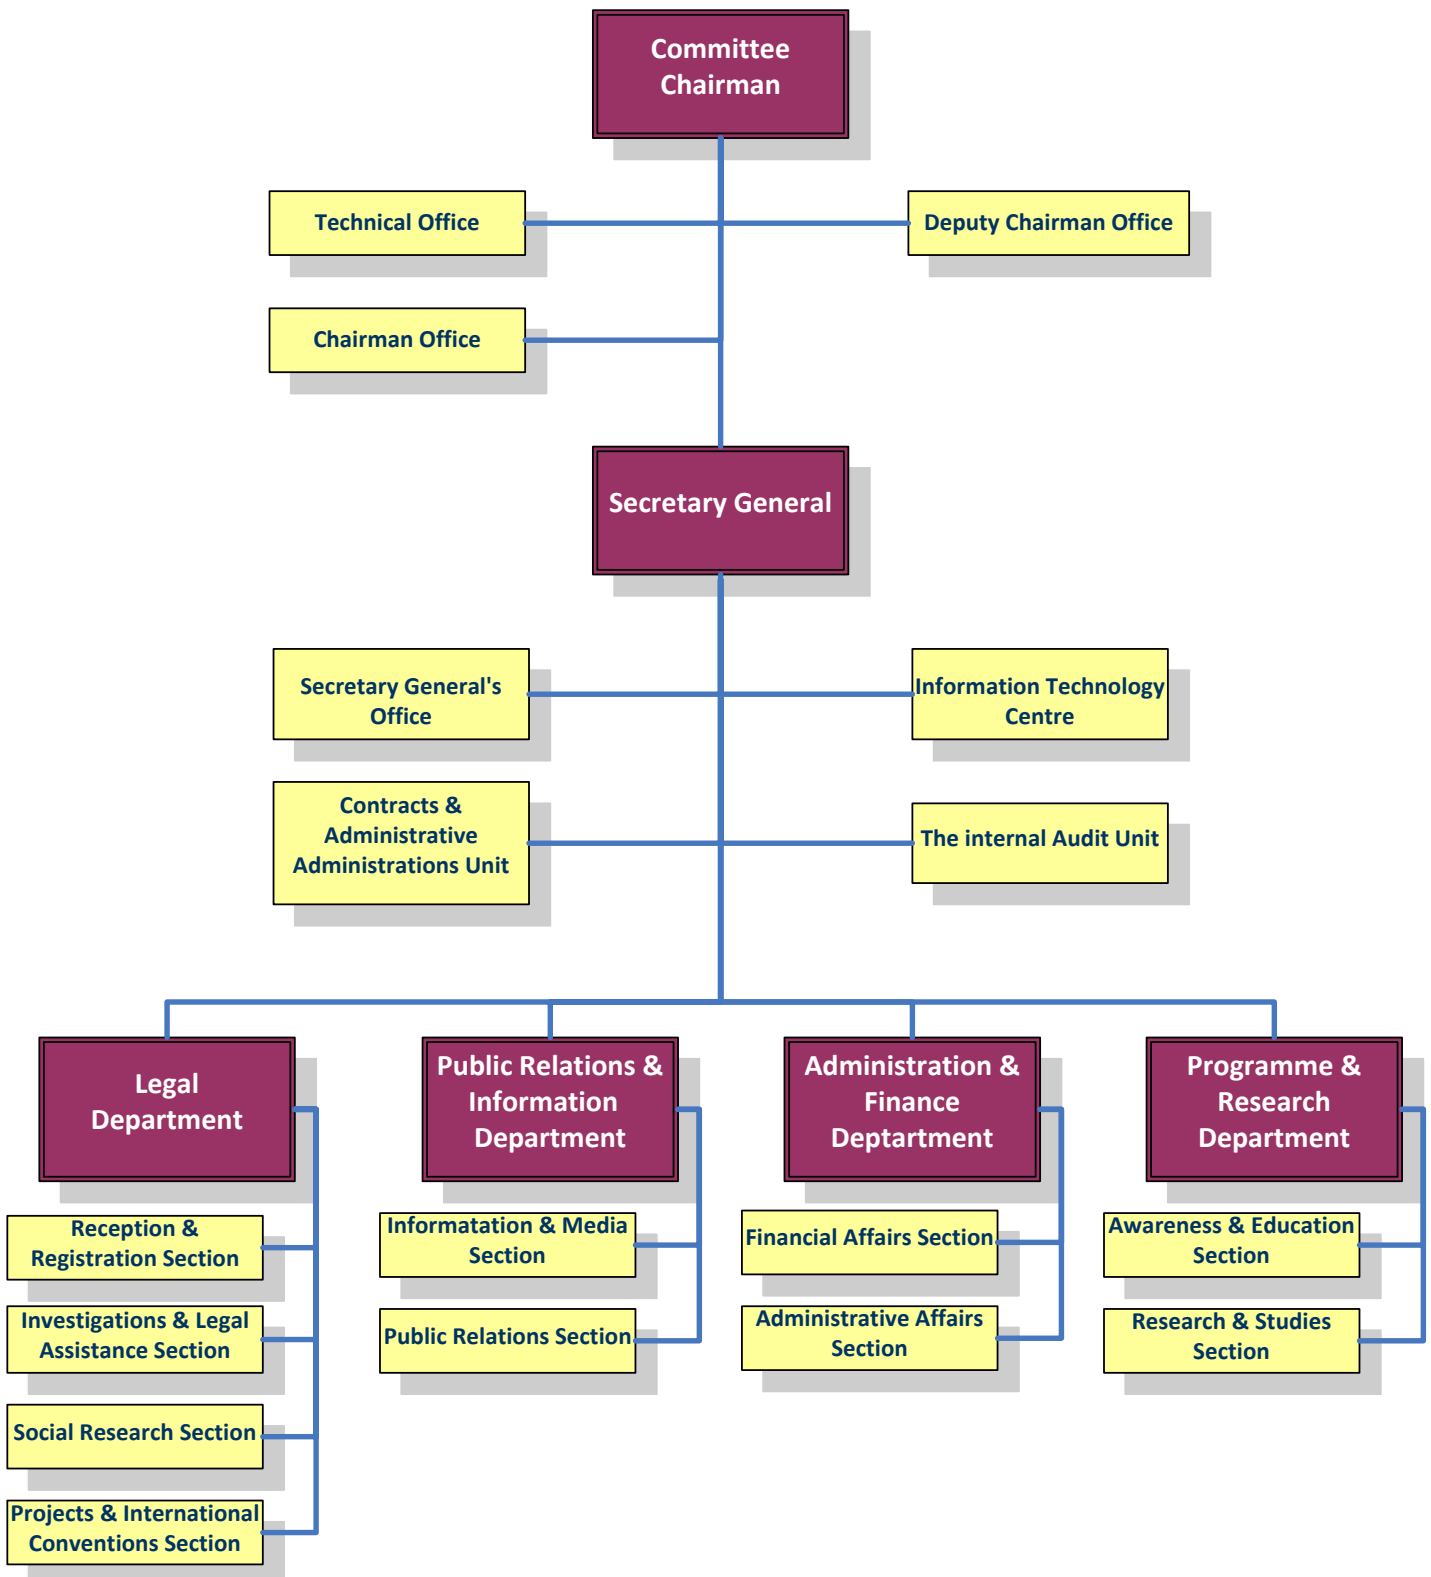 Committee
Chairman
Technical Office
Deputy Chairman Office
Chairman Office
Secretary General
Secretary General's
Office
Information Technology
Centre
Contracts &
Administrative
Administrations Unit
The internal Audit Unit
Legal
Department
Public Relations &
Information
Department
Administration &
Finance
Deptartment
Programme &
Research
Department
Reception &
Registration Section
Investigations & Legal
Assistance Section
Social Research Section
Projects & International
Conventions Section
Informatation & Media
Section
Public Relations Section
Financial Affairs Section
Administrative Affairs
Section
Awareness & Education
Section
Research & Studies
Section